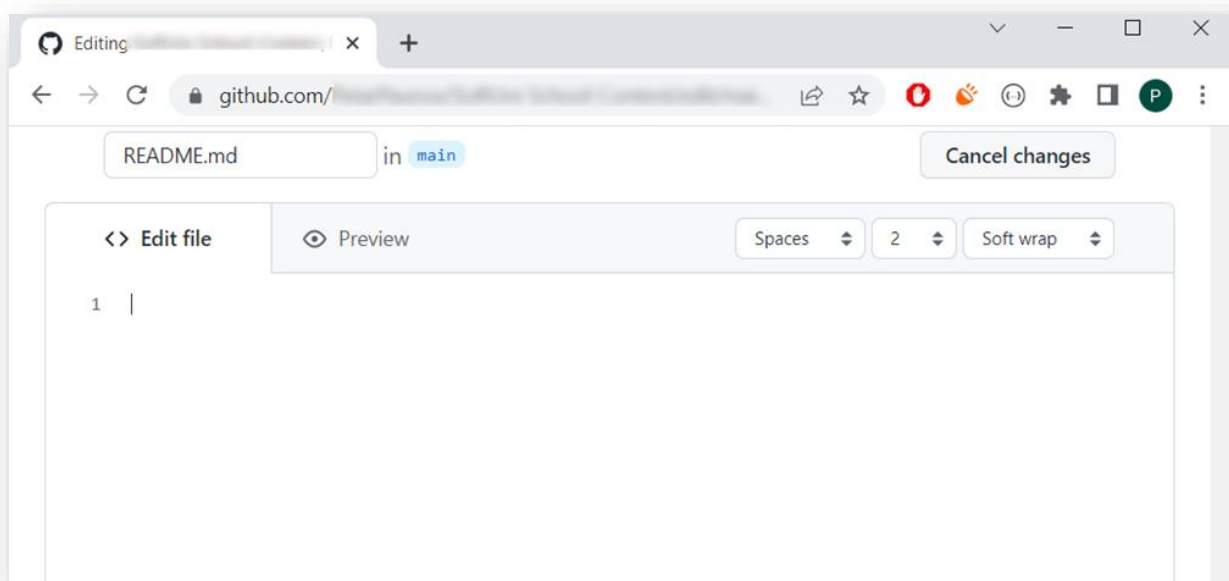 Editing
github.com/
README.md in main Cancel changes
<> Edit file Preview Spaces 2 Soft wrap
1
P